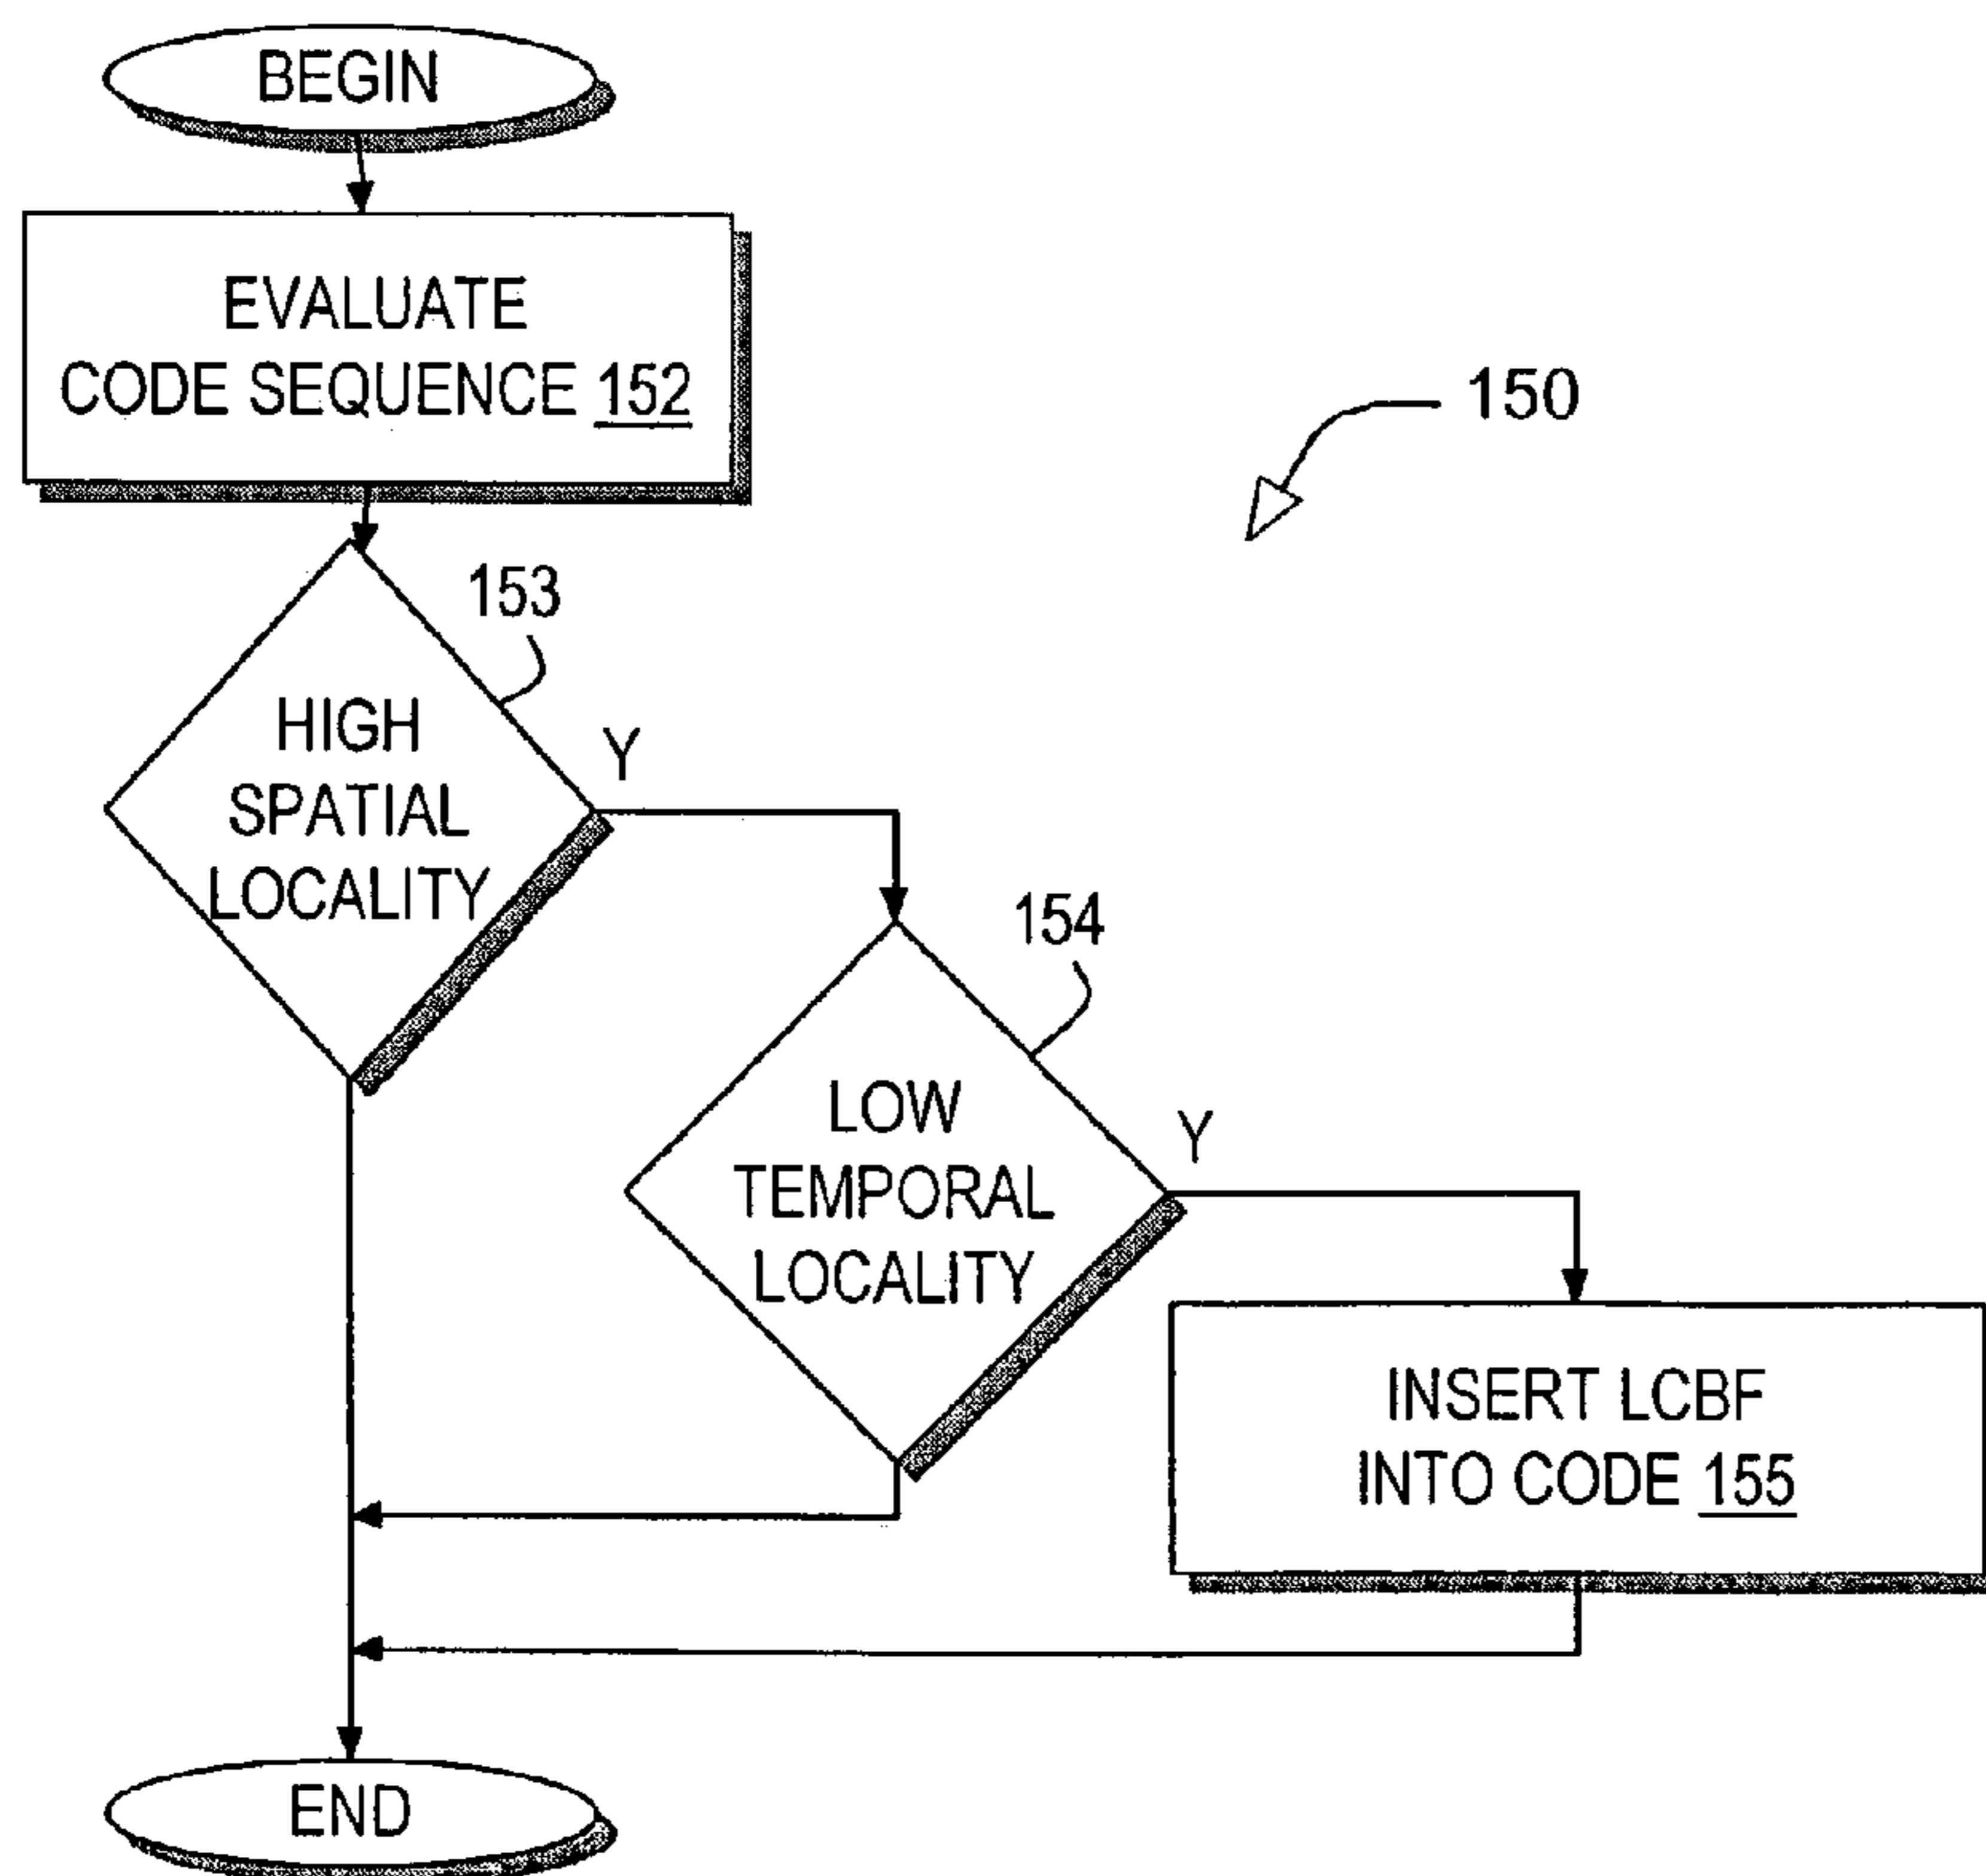 BEGIN
EVALUATE
CODE SEQUENCE 152
150
153
HIGH
SPATIAL
LOCALITY
Y
154
LOW
TEMPORAL
LOCALITY
Y
INSERT LCBF
INTO CODE 155
END